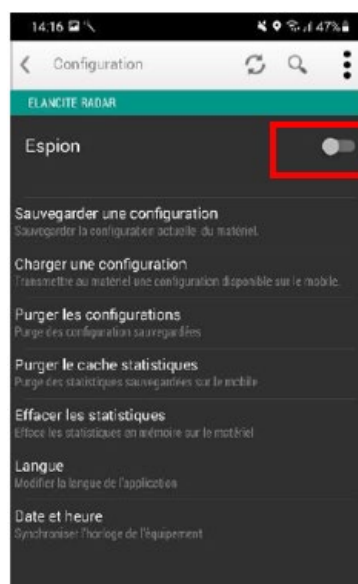 14:16 47%
Configuration
ELANCITE RADAR
Espion
Sauvegarder une configuration
Sauvegarder la configuration actuelle du matériel.
Charger une configuration
Transmettre au matériel une configuration disponible sur le mobile.
Purger les configurations
Purge des configuration sauvegardées
Purger le cache statistiques
Purge des statistiques sauvegardées sur le mobile
Effacer les statistiques
Efface les statistiques en mémoire sur le matériel
Langue
Modifier la langue de l'application
Date et heure
Synchroniser l'horloge de l'équipement